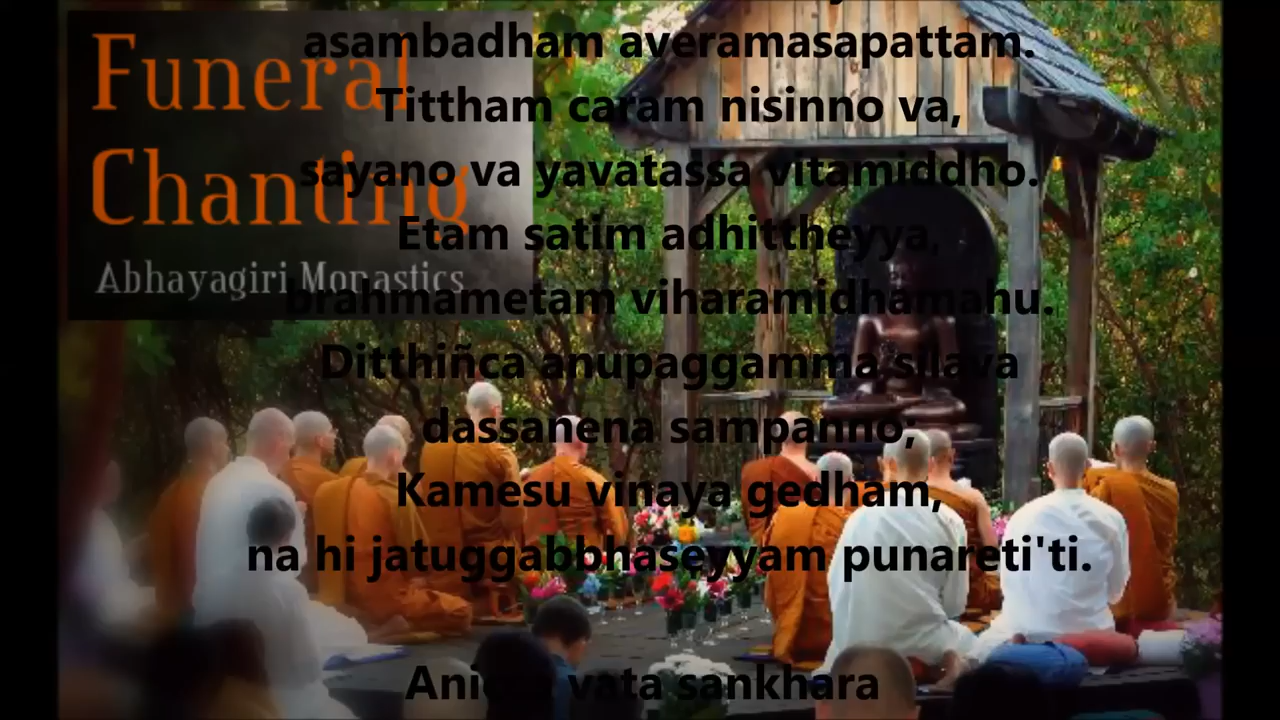 Funeral
Chanting
Abhayagiri Monastics
asambadham averamasapattam.
Tittham caram nisinno va,
sayano va yavatassa vitamiddho.
Etam satim adhittheyya,
brahmametam viharamidhamahu.
Ditthiñca anupaggamma silava
dassanena sampanno;
Kamesu vinaya gedham,
na hi jatuggabbhaseyyam punareti'ti.
Anicca vata sankhara